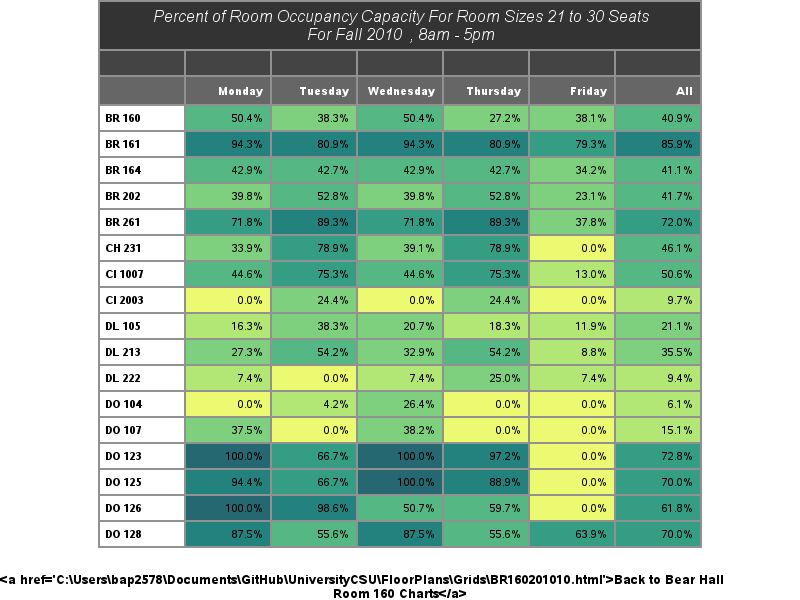 Percent of Room Occupancy Capacity For Room Sizes 21 to 30 Seats
For Fall 2010 , 8am - 5pm
Monday Tuesday Wednesday Thursday Friday All
BR 160 50.4% 38.3% 50.4% 27.2% 38.1% 40.9%
BR 161 94.3% 80.9% 94.3% 80.9% 79.3% 85.9%
BR 164 42.9% 42.7% 42.9% 42.7% 34.2% 41.1%
BR 202 39.8% 52.8% 39.8% 52.8% 23.1% 41.7%
BR 261 71.8% 89.3% 71.8% 89.3% 37.8% 72.0%
CH 231 33.9% 78.9% 39.1% 78.9% 0.0% 46.1%
CI 1007 44.6% 75.3% 44.6% 75.3% 13.0% 50.6%
CI 2003 0.0% 24.4% 0.0% 24.4% 0.0% 9.7%
DL 105 16.3% 38.3% 20.7% 18.3% 11.9% 21.1%
DL 213 27.3% 54.2% 32.9% 54.2% 8.8% 35.5%
DL 222 7.4% 0.0% 7.4% 25.0% 7.4% 9.4%
DO 104 0.0% 4.2% 26.4% 0.0% 0.0% 6.1%
DO 107 37.5% 0.0% 38.2% 0.0% 0.0% 15.1%
DO 123 100.0% 66.7% 100.0% 97.2% 0.0% 72.8%
DO 125 94.4% 66.7% 100.0% 88.9% 0.0% 70.0%
DO 126 100.0% 98.6% 50.7% 59.7% 0.0% 61.8%
DO 128 87.5% 55.6% 87.5% 55.6% 63.9% 70.0%
<a href='C:\Users\bap2578\Documents\GitHub\UniversityCSU\FloorPlans\Grids\BR160201010.html'>Back to Bear Hall
Room 160 Charts</a>